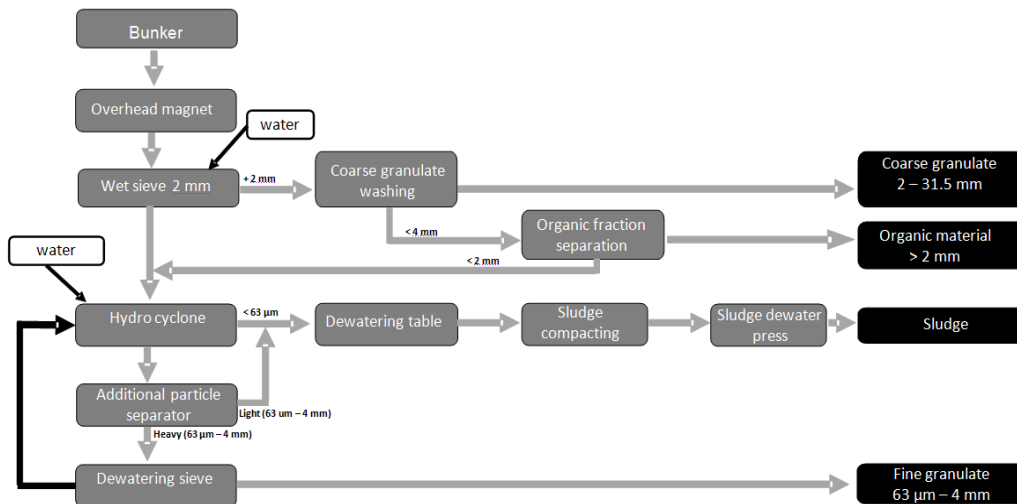 Bunker
Overhead magnet
water
Wet sieve 2 mm
+ 2 mm
Coarse granulate
washing
Coarse granulate
2 – 31.5 mm
< 4 mm
Organic fraction
separation
Organic material
> 2 mm
water
< 2 mm
Hydro cyclone
< 63 µm
Dewatering table
Sludge
compacting
Sludge dewater
press
Sludge
Additional particle
separator
Light (63 um – 4 mm)
Heavy (63 µm – 4 mm)
Dewatering sieve
Fine granulate
63 µm – 4 mm